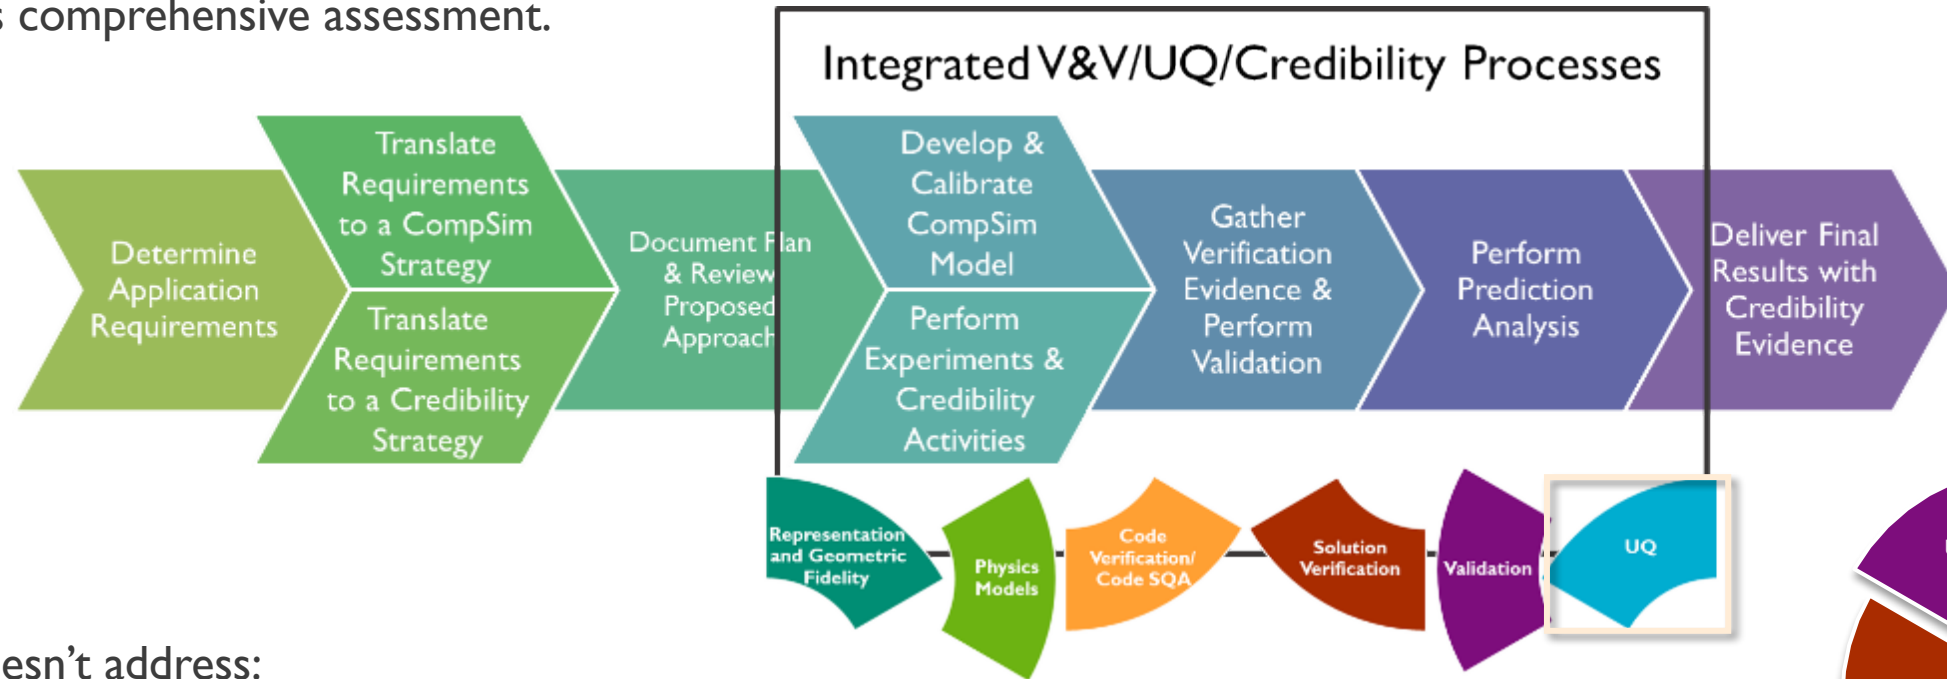 s comprehensive assessment.
Integrated V&V/UQ/Credibility Processes
Determine
Application
Requirements
Translate
Requirements
to a CompSim
Strategy
Translate
Requirements
to a Credibility
Strategy
Document Plan
& Review
Proposed
Approach
Develop &
Calibrate
CompSim
Model
Perform
Experiments &
Credibility
Activities
Gather
Verification
Evidence &
Perform
Validation
Perform
Prediction
Analysis
Deliver Final
Results with
Credibility
Evidence
Representation
and Geometric
Fidelity
Physics
Models
Code
Verification/
Code SQA
Solution
Verification
Validation
UQ
esn't address: